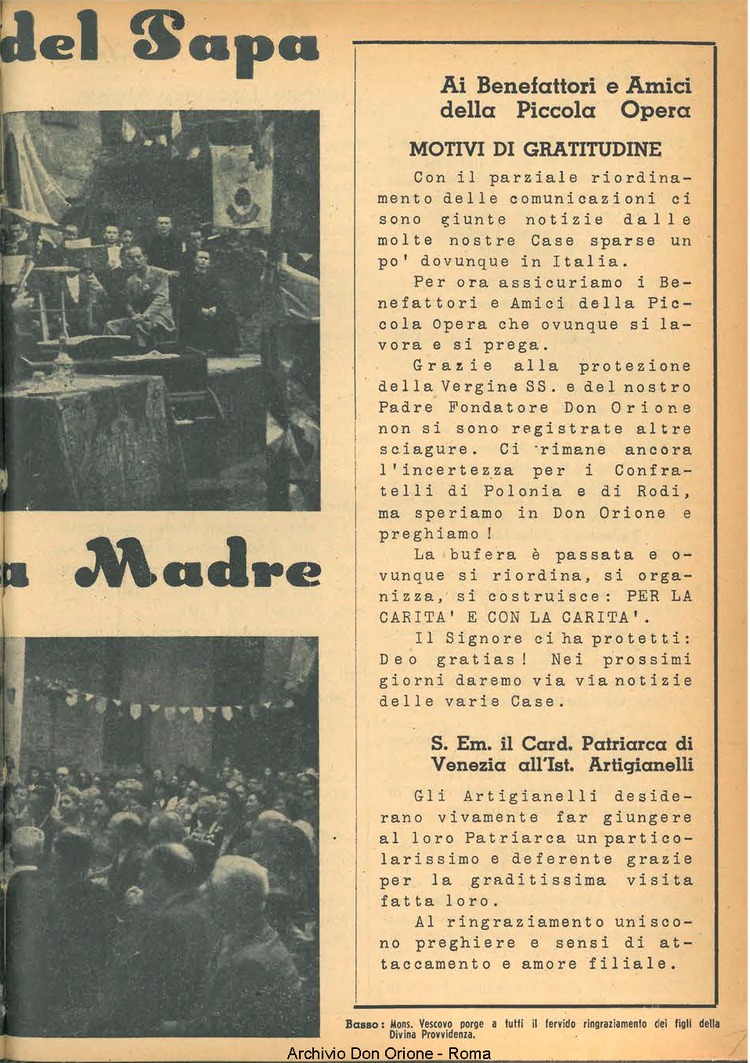 del Papa
a Madre
Ai Benefattori e Amici
della Piccola Opera
MOTIVI DI GRATITUDINE
Con il parziale riordina-
mento delle comunicazioni ci
sono giunte notizie dalle
molte nostre Case sparse un
po' dovunque in Italia.
Per ora assicuriamo i Be-
nefattori e Amici della Pic-
cola Opera che ovunque si la-
vora e si prega.
Grazie alla protezione
della Vergine SS. e del nostro
Padre Fondatore Don Orione
non si sono registrate altre
sciagure. Ci rimane ancora
l'incertezza per i Confra-
telli di Polonia e di Rodi,
ma speriamo in Don Orione e
preghiamo!
La bufera è passata e o-
vunque si riordina, si orga-
nizza, si costruisce: PER LA
CARITA' E CON LA CARITA'.
Il Signore ci ha protetti:
Deo gratias! Nei prossimi
giorni daremo via via notizie
delle varie Case.
S. Em. il Card. Patriarca di
Venezia all'Ist. Artigianelli
Gli Artigianelli deside-
rano vivamente far giungere
al loro Patriarca un partico-
larissimo e deferente grazie
per la graditissima visita
fatta loro.
Al ringraziamento unisco-
no preghiere e sensi di at-
taccamento e amore filiale.
Basso: Mons. Vescovo porge a tutti il fervido ringraziamento dei figli della
Divina Provvidenza.
Archivio Don Orione - Roma